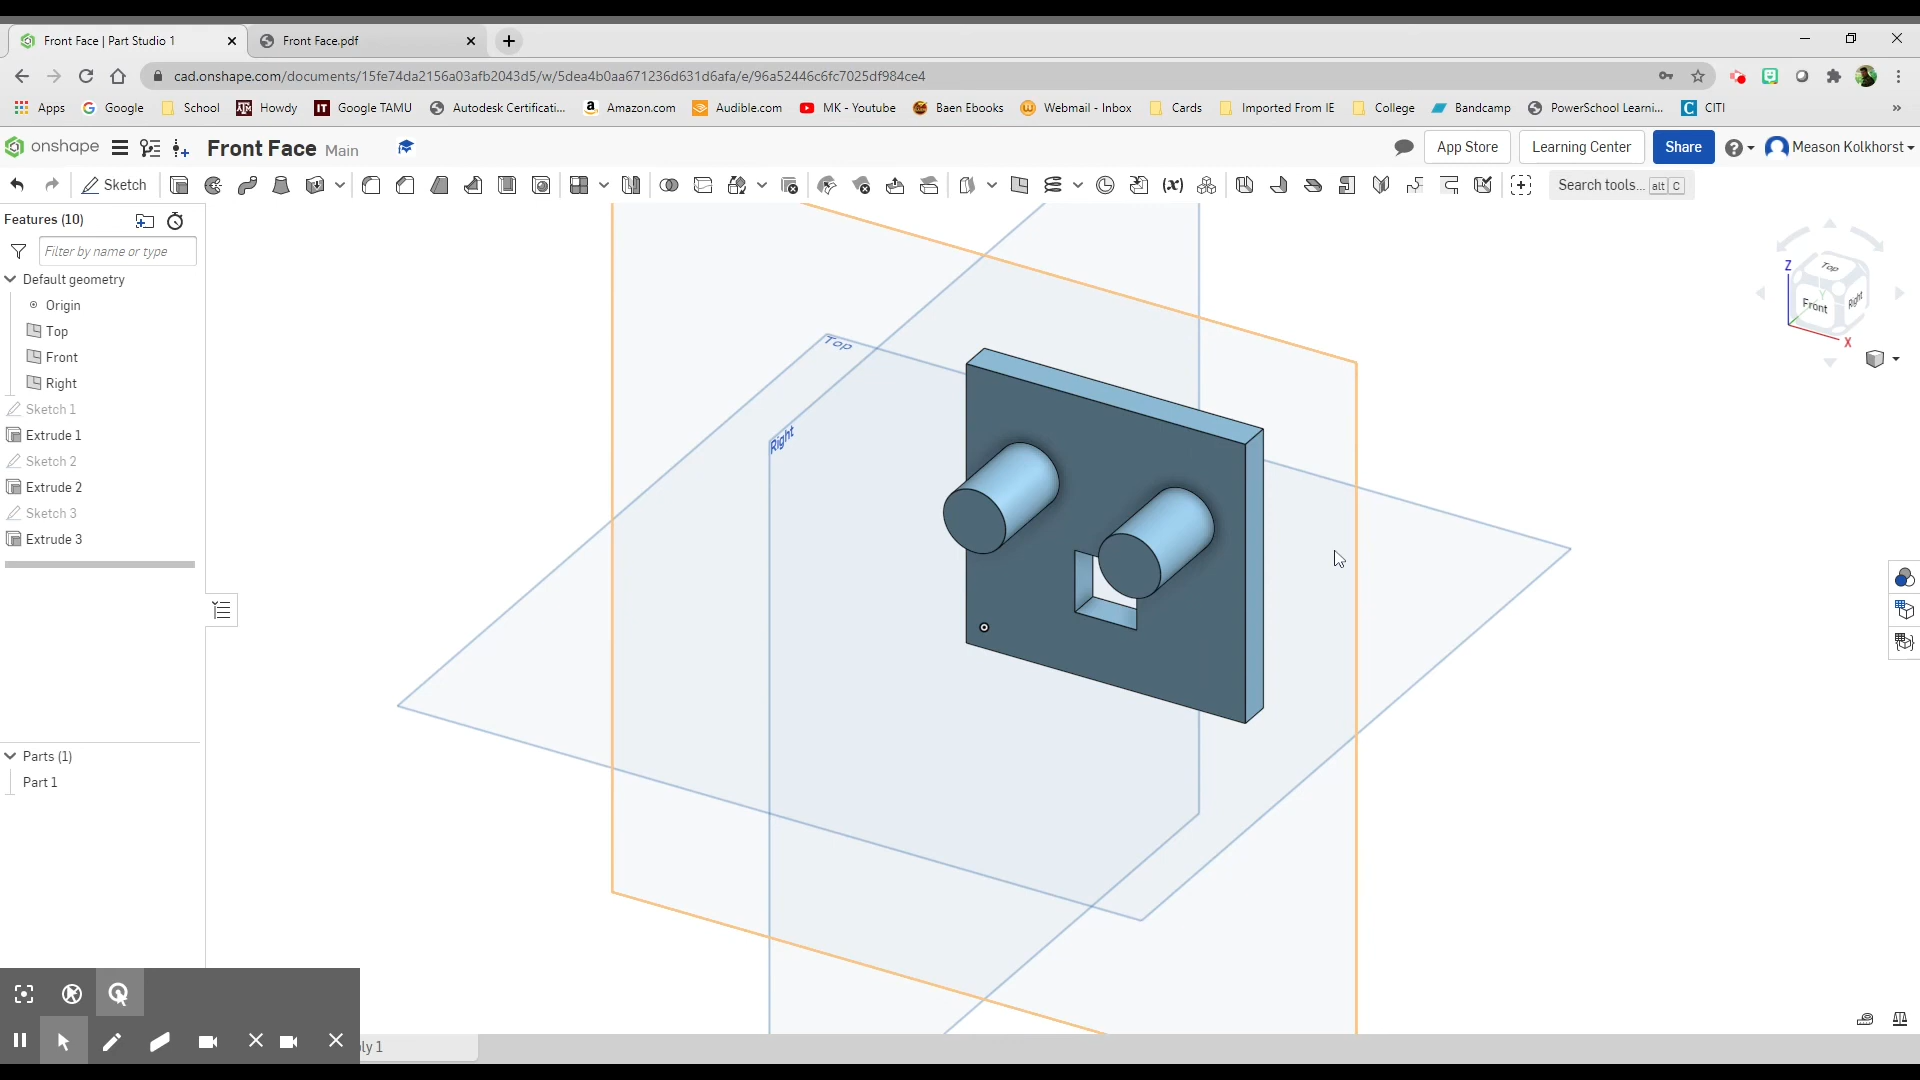 Front Face | Part Studio 1
Front Face.pdf
cad.onshape.com/documents/15fe74da2156a03afb2043d5/w/5dea4b0aa671236d631d6afa/e/96a52446c6fc7025df984ce4
Apps Google School Howdy Google TAMU Autodesk Certificati... Amazon.com Audible.com MK - Youtube Baen Ebooks Webmail - Inbox Cards Imported From IE College Bandcamp PowerSchool Learni... CITI »
onshape Front Face Main App Store Learning Center Share Meason Kolkhorst
Sketch (x) Search tools... alt C
Features (10)
Filter by name or type
Default geometry
Origin
Top
Front
Right
Sketch 1
Extrude 1
Sketch 2
Extrude 2
Sketch 3
Extrude 3
Parts (1)
Part 1
Top
Right
Z
Top
Front
Right
Y
X
ly 1